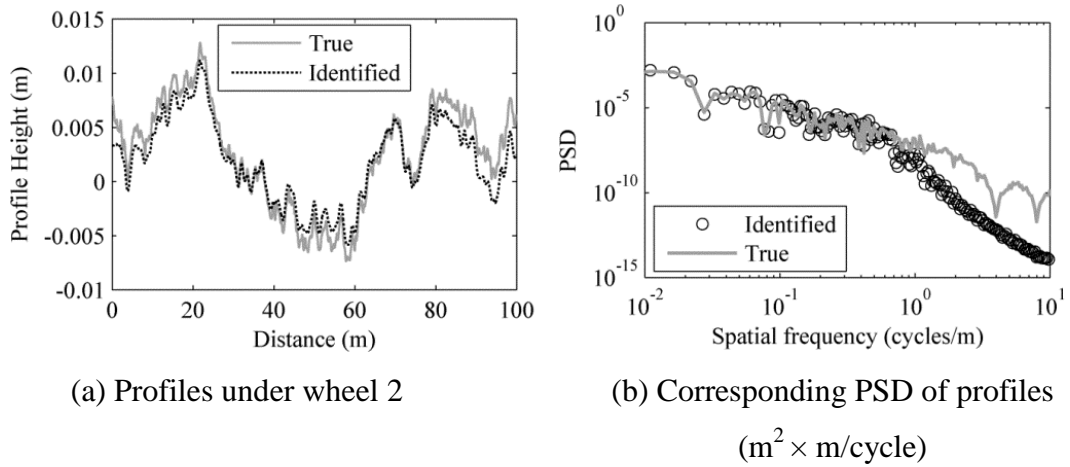 0.015
0.01
0.005
0
-0.005
-0.01
Profile Height (m)
True
Identified
0
20
40
60
80
100
Distance (m)
(a) Profiles under wheel 2
10^0
10^-5
10^-10
10^-15
PSD
Identified
True
10^-2
10^-1
10^0
10^1
Spatial frequency (cycles/m)
(b) Corresponding PSD of profiles
(m² × m/cycle)